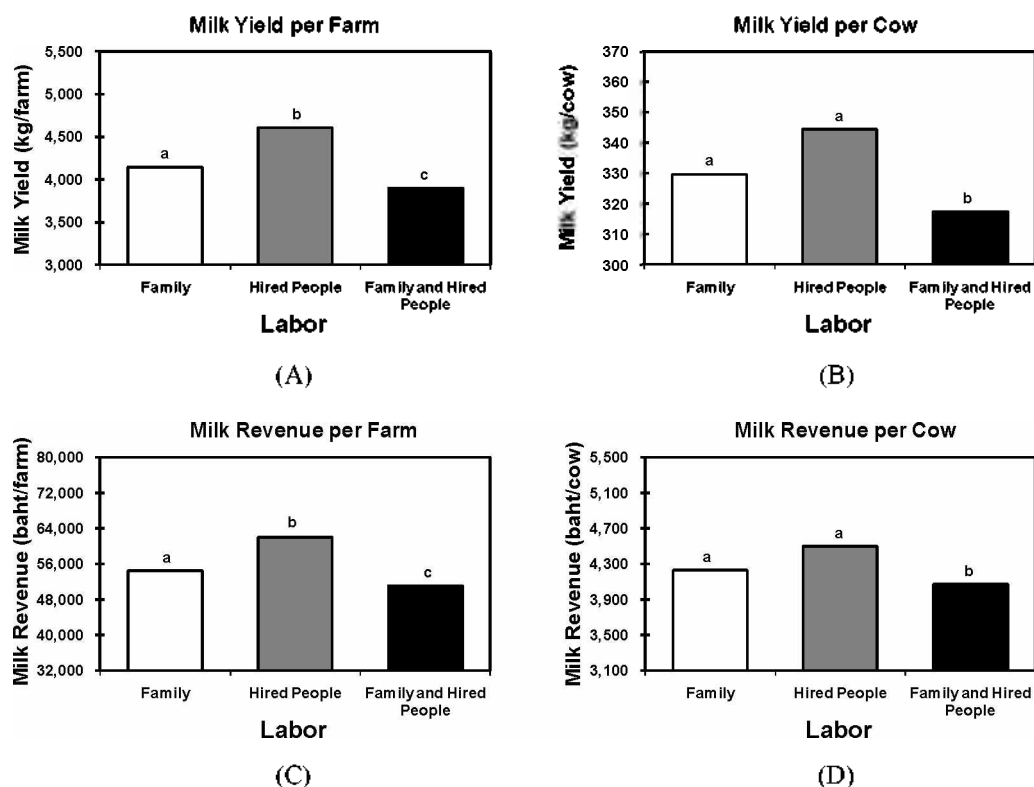 Milk Yield per Farm
Milk Yield (kg/farm)
5,500
5,000
4,500
4,000
3,500
3,000
a
b
c
Family
Hired People
Family and Hired
People
Labor
(A)
Milk Yield per Cow
Milk Yield (kg/cow)
370
360
350
340
330
320
310
300
a
a
b
Family
Hired People
Family and Hired
People
Labor
(B)
Milk Revenue per Farm
Milk Revenue (baht/farm)
80,000
72,000
64,000
56,000
48,000
40,000
32,000
a
b
c
Family
Hired People
Family and Hired
People
Labor
(C)
Milk Revenue per Cow
Milk Revenue (baht/cow)
5,500
5,100
4,700
4,300
3,900
3,500
3,100
a
a
b
Family
Hired People
Family and Hired
People
Labor
(D)